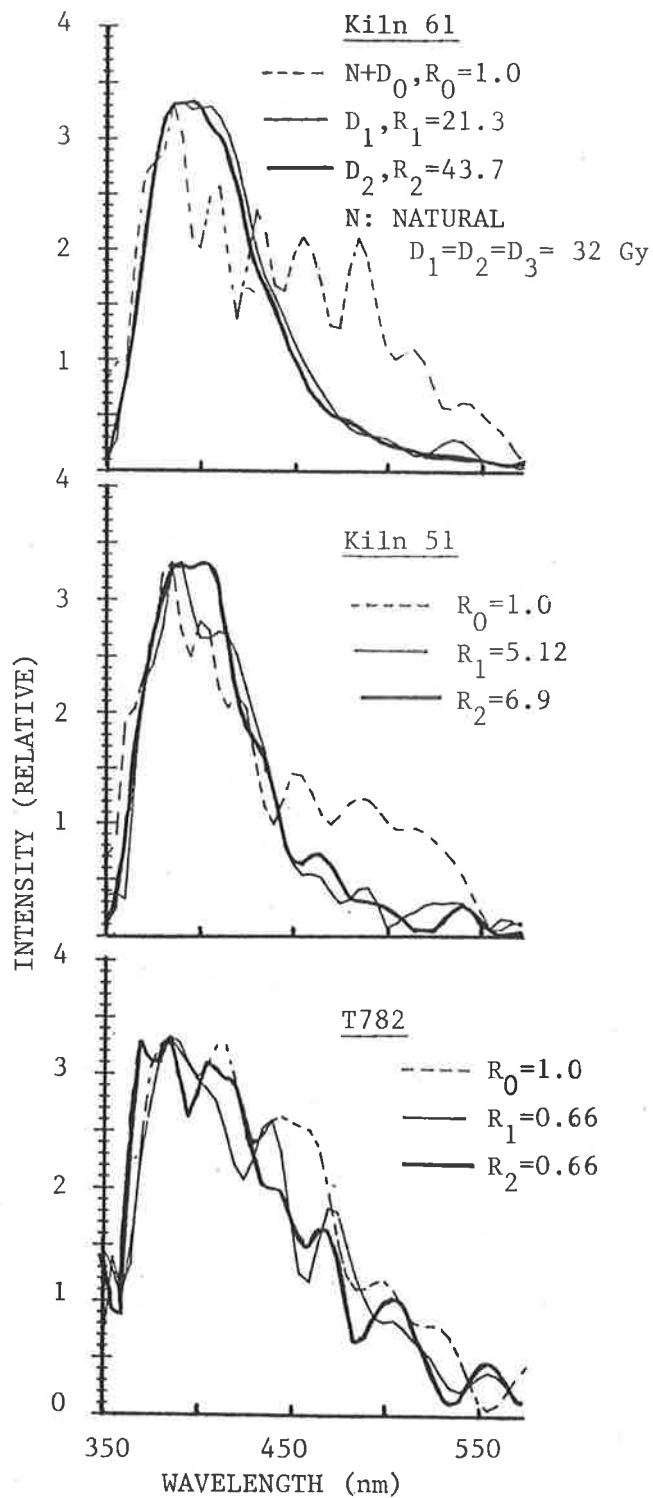 4
Kiln 61
N+D0,R0=1.0
3
D1,R1=21.3
D2,R2=43.7
N: NATURAL
2
D1=D2=D3= 32 Gy
1
4
Kiln 51
3
R0=1.0
R1=5.12
R2=6.9
2
1
INTENSITY (RELATIVE)
4
T782
3
R0=1.0
R1=0.66
R2=0.66
2
1
0
350 450 550
WAVELENGTH (nm)